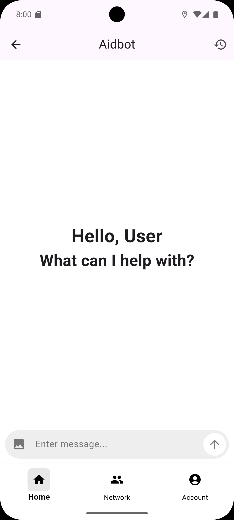 8:00
Aidbot
Hello, User
What can I help with?
Enter message...
Home
Network
Account